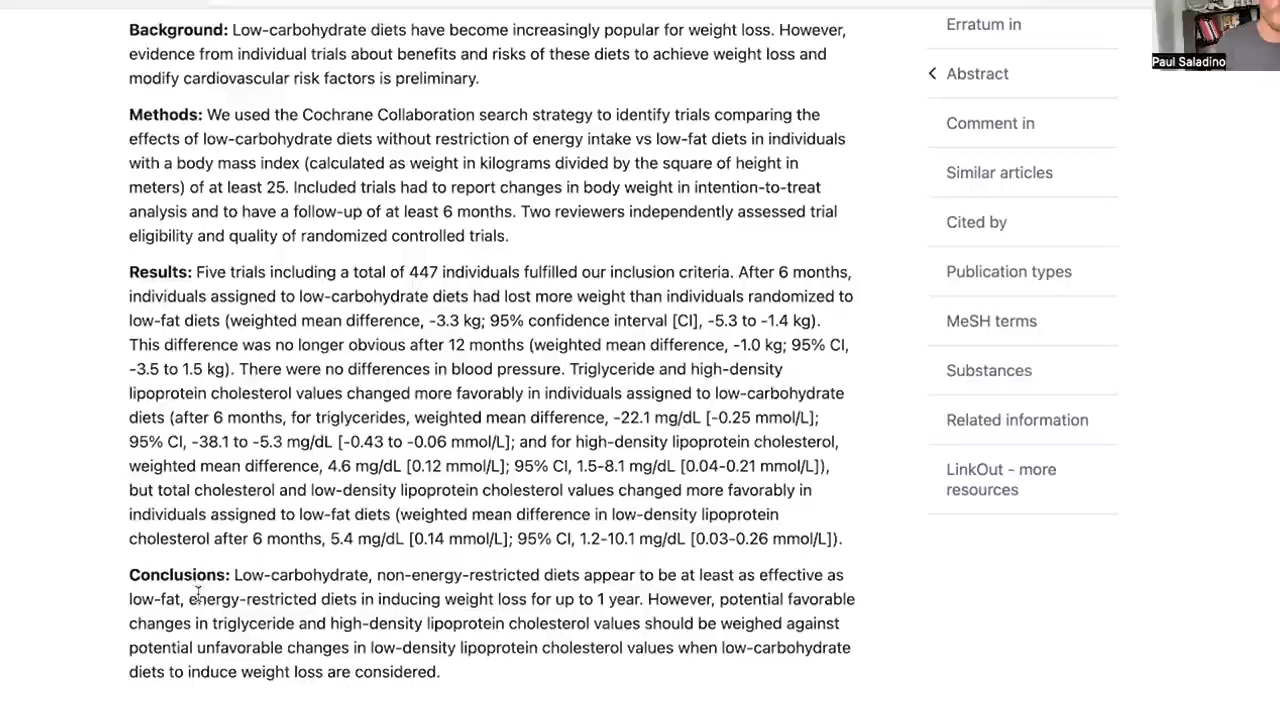 Background: Low-carbohydrate diets have become increasingly popular for weight loss. However,
evidence from individual trials about benefits and risks of these diets to achieve weight loss and
modify cardiovascular risk factors is preliminary.
Methods: We used the Cochrane Collaboration search strategy to identify trials comparing the
effects of low-carbohydrate diets without restriction of energy intake vs low-fat diets in individuals
with a body mass index (calculated as weight in kilograms divided by the square of height in
meters) of at least 25. Included trials had to report changes in body weight in intention-to-treat
analysis and to have a follow-up of at least 6 months. Two reviewers independently assessed trial
eligibility and quality of randomized controlled trials.
Results: Five trials including a total of 447 individuals fulfilled our inclusion criteria. After 6 months,
individuals assigned to low-carbohydrate diets had lost more weight than individuals randomized to
low-fat diets (weighted mean difference, -3.3 kg; 95% confidence interval [CI], -5.3 to -1.4 kg).
This difference was no longer obvious after 12 months (weighted mean difference, -1.0 kg; 95% CI,
-3.5 to 1.5 kg). There were no differences in blood pressure. Triglyceride and high-density
lipoprotein cholesterol values changed more favorably in individuals assigned to low-carbohydrate
diets (after 6 months, for triglycerides, weighted mean difference, -22.1 mg/dL [-0.25 mmol/L];
95% CI, -38.1 to -5.3 mg/dL [-0.43 to -0.06 mmol/L]; and for high-density lipoprotein cholesterol,
weighted mean difference, 4.6 mg/dL [0.12 mmol/L]; 95% CI, 1.5-8.1 mg/dL [0.04-0.21 mmol/L]),
but total cholesterol and low-density lipoprotein cholesterol values changed more favorably in
individuals assigned to low-fat diets (weighted mean difference in low-density lipoprotein
cholesterol after 6 months, 5.4 mg/dL [0.14 mmol/L]; 95% CI, 1.2-10.1 mg/dL [0.03-0.26 mmol/L]).
Conclusions: Low-carbohydrate, non-energy-restricted diets appear to be at least as effective as
low-fat, energy-restricted diets in inducing weight loss for up to 1 year. However, potential favorable
changes in triglyceride and high-density lipoprotein cholesterol values should be weighed against
potential unfavorable changes in low-density lipoprotein cholesterol values when low-carbohydrate
diets to induce weight loss are considered.
Erratum in
Abstract
Comment in
Similar articles
Cited by
Publication types
MeSH terms
Substances
Related information
LinkOut - more
resources
Paul Saladino